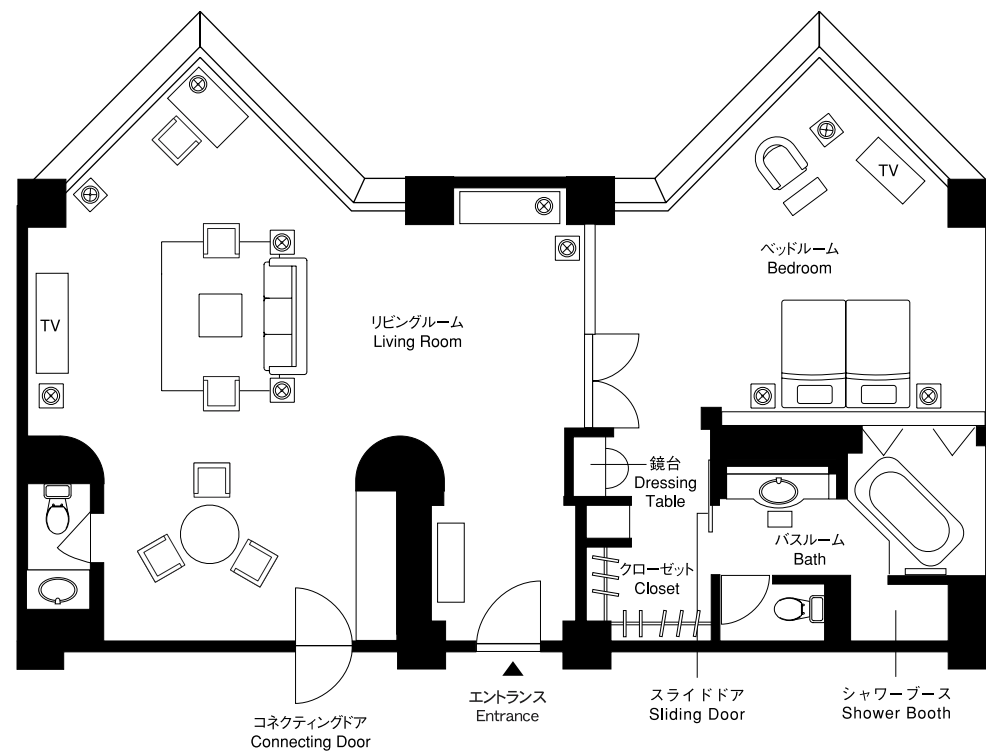 TV
ベッドルーム
Bedroom
TV
リビングルーム
Living Room
鏡台
Dressing
Table
バスルーム
Bath
クローゼット
Closet
エントランス
Entrance
コネクティングドア
Connecting Door
スライドドア
Sliding Door
シャワーブース
Shower Booth